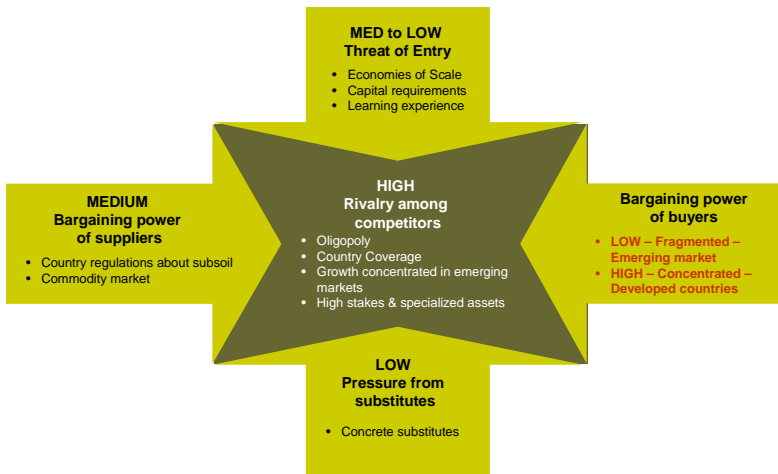 MED to LOW
Threat of Entry
• Economies of Scale
• Capital requirements
• Learning experience
MEDIUM
Bargaining power
of suppliers
• Country regulations about subsoil
• Commodity market
HIGH
Rivalry among
competitors
• Oligopoly
• Country Coverage
• Growth concentrated in emerging
markets
• High stakes & specialized assets
Bargaining power
of buyers
• LOW – Fragmented –
Emerging market
• HIGH – Concentrated –
Developed countries
LOW
Pressure from
substitutes
• Concrete substitutes